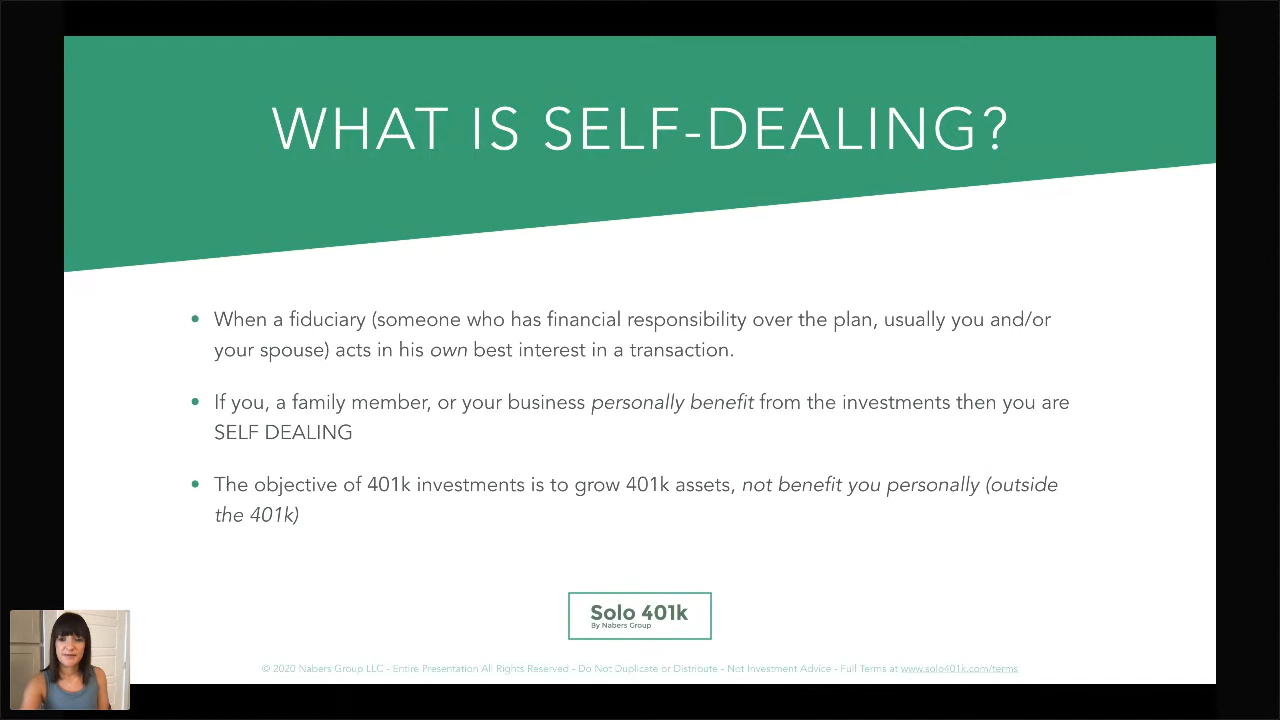 WHAT IS SELF-DEALING?
• When a fiduciary (someone who has financial responsibility over the plan, usually you and/or
your spouse) acts in his own best interest in a transaction.
• If you, a family member, or your business personally benefit from the investments then you are
SELF DEALING
• The objective of 401k investments is to grow 401k assets, not benefit you personally (outside
the 401k)
Solo 401k
By Nabers Group
© 2020 Nabers Group LLC - Entire Presentation All Rights Reserved - Do Not Duplicate or Distribute - Not Investment Advice - Full Terms at www.solo401k.com/terms